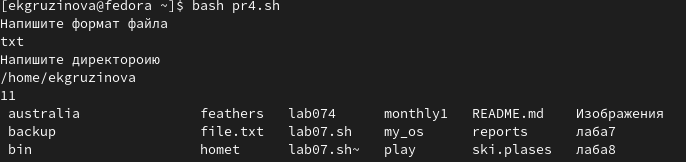 [ekgruzinova@fedora ~]$ bash pr4.sh
Напишите формат файла
txt
Напишите директороию
/home/ekgruzinova
11
australia feathers lab074 monthly1 README.md Изображения
backup file.txt lab07.sh my_os reports лаба7
bin homet lab07.sh~ play ski.plases лаба8